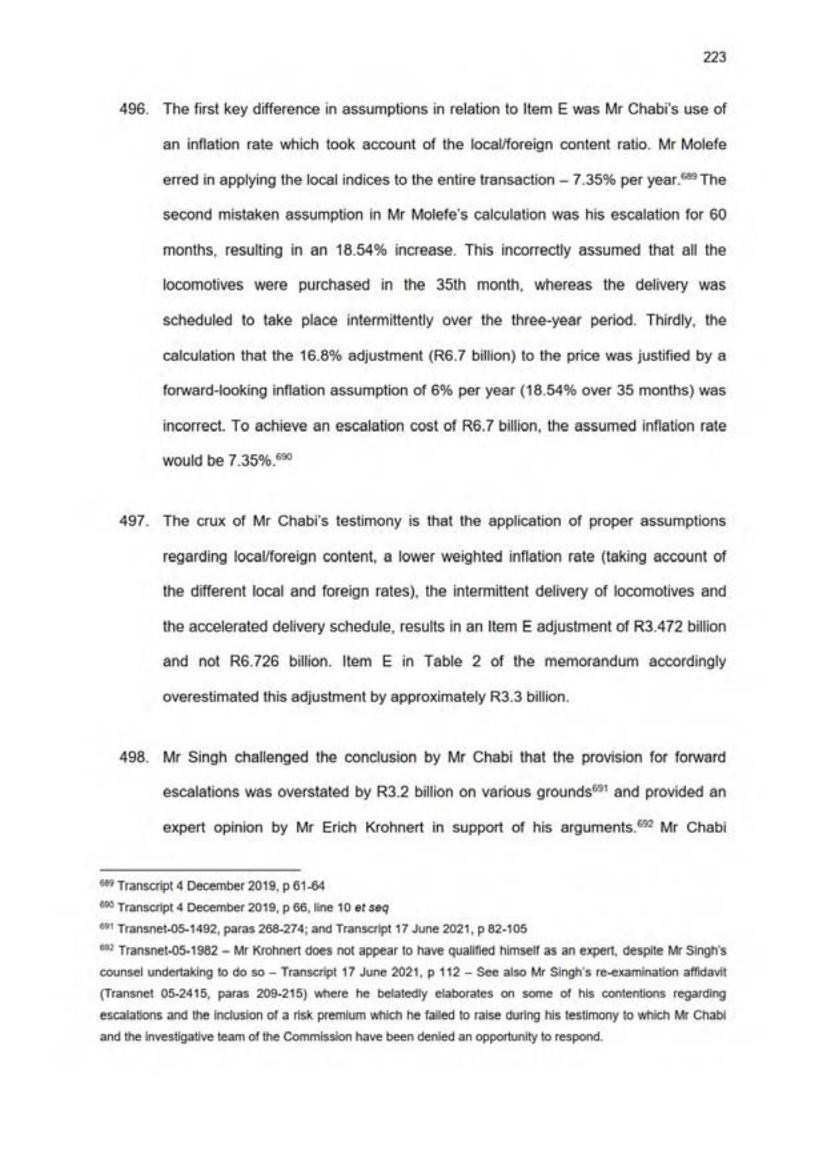 223
496. The first key difference in assumptions in relation to Item E was Mr Chabi's use of
an inflation rate which took account of the local/foreign content ratio. Mr Molefe
erred in applying the local indices to the entire transaction – 7.35% per year.689 The
second mistaken assumption in Mr Molefe's calculation was his escalation for 60
months, resulting in an 18.54% increase. This incorrectly assumed that all the
locomotives were purchased in the 35th month, whereas the delivery was
scheduled to take place intermittently over the three-year period. Thirdly, the
calculation that the 16.8% adjustment (R6.7 billion) to the price was justified by a
forward-looking inflation assumption of 6% per year (18.54% over 35 months) was
incorrect. To achieve an escalation cost of R6.7 billion, the assumed inflation rate
would be 7.35%.690
497. The crux of Mr Chabi's testimony is that the application of proper assumptions
regarding local/foreign content, a lower weighted inflation rate (taking account of
the different local and foreign rates), the intermittent delivery of locomotives and
the accelerated delivery schedule, results in an Item E adjustment of R3.472 billion
and not R6.726 billion. Item E in Table 2 of the memorandum accordingly
overestimated this adjustment by approximately R3.3 billion.
498. Mr Singh challenged the conclusion by Mr Chabi that the provision for forward
escalations was overstated by R3.2 billion on various grounds691 and provided an
expert opinion by Mr Erich Krohnert in support of his arguments.692 Mr Chabi
689 Transcript 4 December 2019, p 61-64
690 Transcript 4 December 2019, p 66, line 10 et seq
691 Transnet-05-1492, paras 268-274; and Transcript 17 June 2021, p 82-105
692 Transnet-05-1982 – Mr Krohnert does not appear to have qualified himself as an expert, despite Mr Singh's
counsel undertaking to do so – Transcript 17 June 2021, p 112 – See also Mr Singh's re-examination affidavit
(Transnet 05-2415, paras 209-215) where he belatedly elaborates on some of his contentions regarding
escalations and the inclusion of a risk premium which he failed to raise during his testimony to which Mr Chabi
and the investigative team of the Commission have been denied an opportunity to respond.